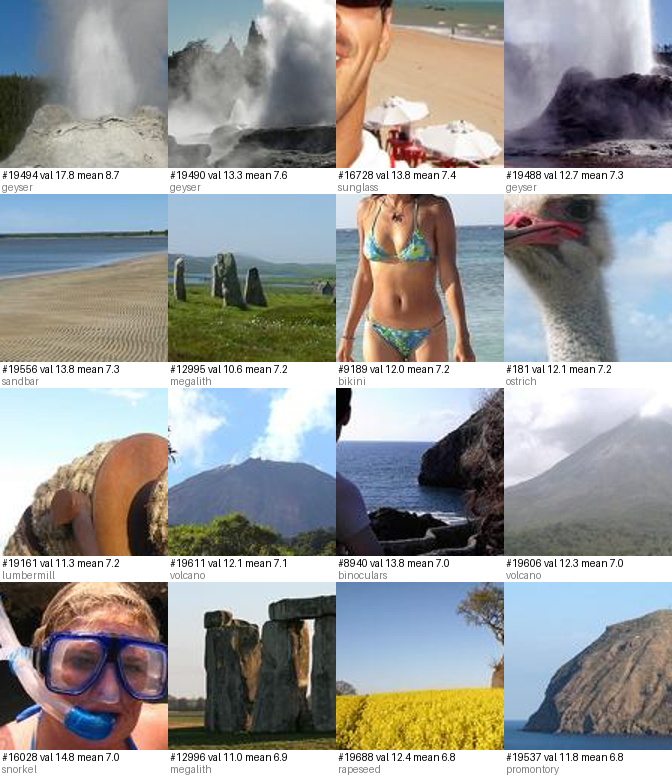 #19494 val 17.8 mean 8.7
geyser
#19490 val 13.3 mean 7.6
geyser
#16728 val 13.8 mean 7.4
sunglass
#19488 val 12.7 mean 7.3
geyser
#19556 val 13.8 mean 7.3
sandbar
#12995 val 10.6 mean 7.2
megalith
#9189 val 12.0 mean 7.2
bikini
#181 val 12.1 mean 7.2
ostrich
#19161 val 11.3 mean 7.2
lumbermill
#19611 val 12.1 mean 7.1
volcano
#8940 val 13.8 mean 7.0
binoculars
#19606 val 12.3 mean 7.0
volcano
#16028 val 14.8 mean 7.0
snorkel
#12996 val 11.0 mean 6.9
megalith
#19688 val 12.4 mean 6.8
rapeseed
#19537 val 11.8 mean 6.8
promontory